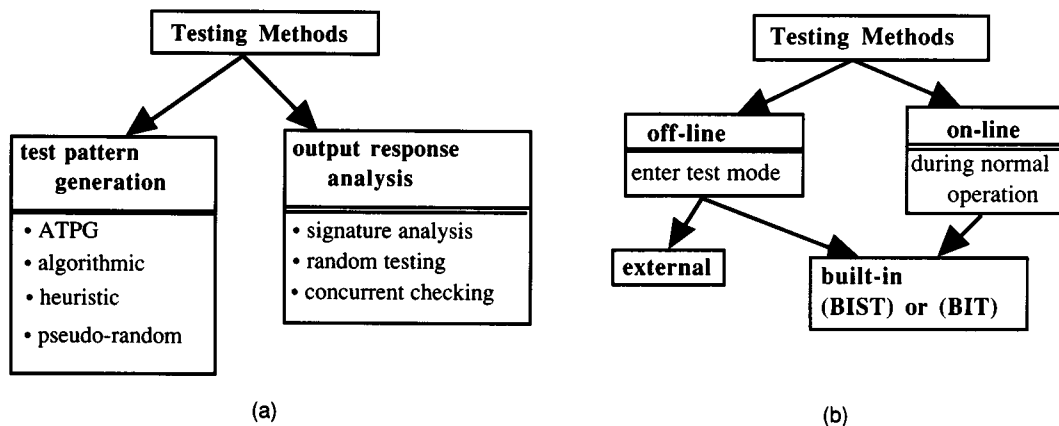 Testing Methods
test pattern
generation
• ATPG
• algorithmic
• heuristic
• pseudo-random
output response
analysis
• signature analysis
• random testing
• concurrent checking
(a)
Testing Methods
off-line
enter test mode
on-line
during normal
operation
external
built-in
(BIST) or (BIT)
(b)